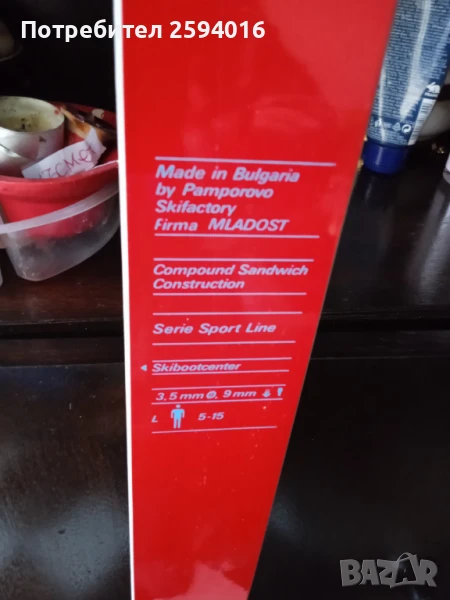 Потребител 2594016
Made in Bulgaria
by Pamporovo
Skifactory
Firma MLADOST
Compound Sandwich
Construction
Serie Sport Line
Skibootcenter
3.5 mm Ø, 9 mm
L 5-15
BAZAR